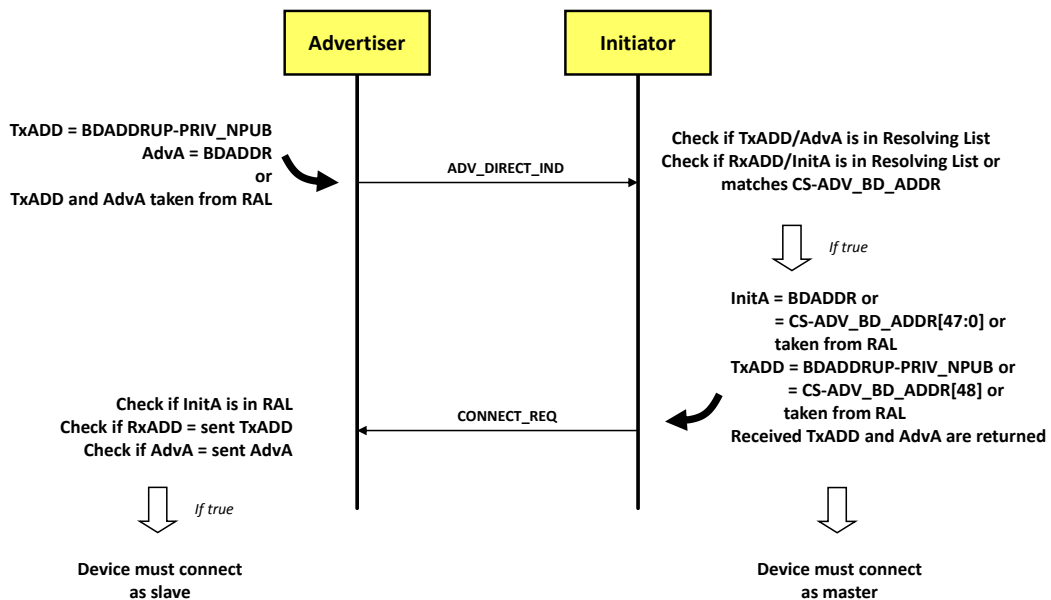 Advertiser
Initiator
TxADD = BDADDRUP-PRIV_NPUB
AdvA = BDADDR
or
TxADD and AdvA taken from RAL
ADV_DIRECT_IND
Check if TxADD/AdvA is in Resolving List
Check if RxADD/InitA is in Resolving List or
matches CS-ADV_BD_ADDR
If true
InitA = BDADDR or
= CS-ADV_BD_ADDR[47:0] or
taken from RAL
TxADD = BDADDRUP-PRIV_NPUB or
= CS-ADV_BD_ADDR[48] or
taken from RAL
Received TxADD and AdvA are returned
CONNECT_REQ
Check if InitA is in RAL
Check if RxADD = sent TxADD
Check if AdvA = sent AdvA
If true
Device must connect
as slave
Device must connect
as master